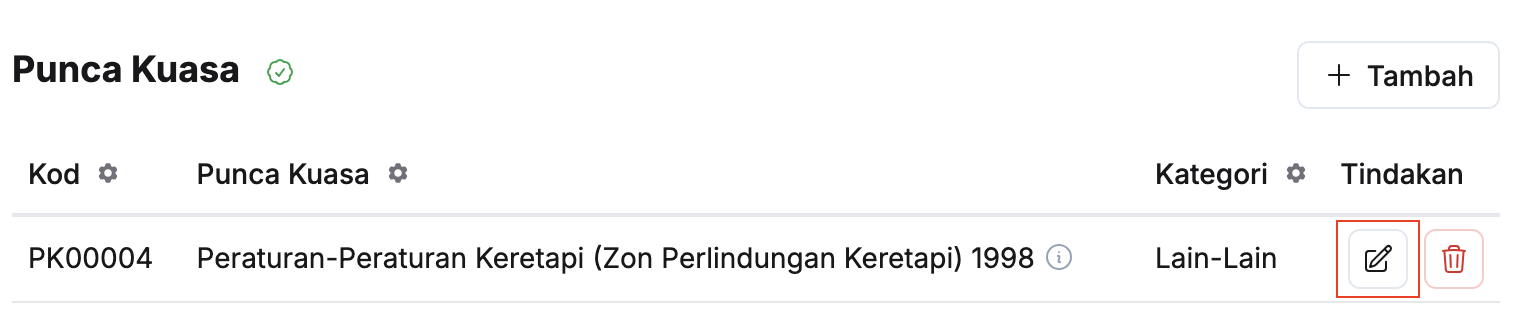 Punca Kuasa
+ Tambah
Kod Punca Kuasa Kategori Tindakan
PK00004 Peraturan-Peraturan Keretapi (Zon Perlindungan Keretapi) 1998 Lain-Lain